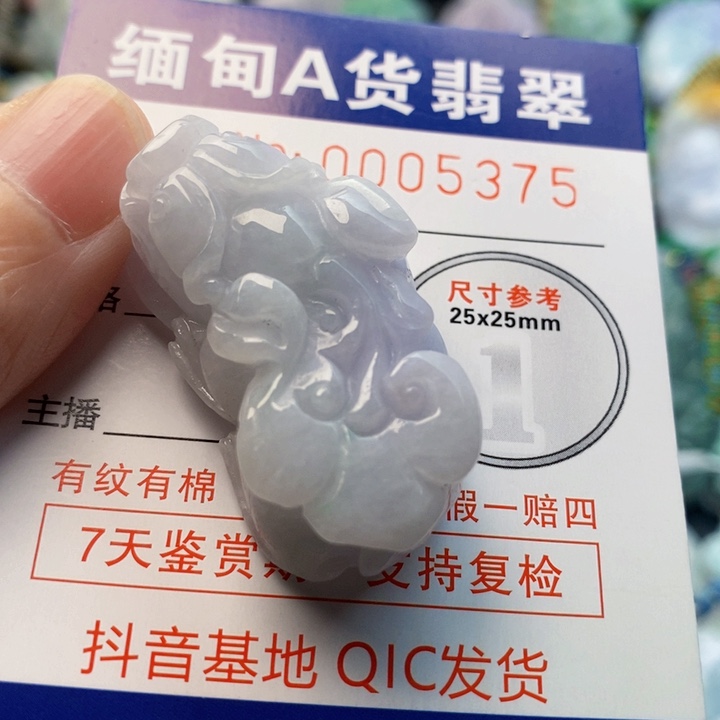 缅甸A货翡翠
0005375
尺寸参考
25x25mm
1
主播
有纹有棉
假一赔四
7天鉴赏期 支持复检
抖音基地 QIC发货